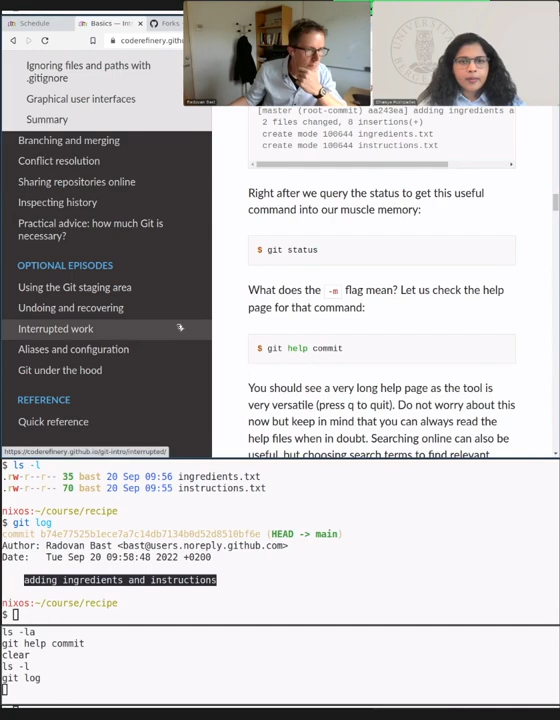 Schedule
Basics — Int
Forks
coderefinery.gith
Ignoring files and paths with
.gitignore
Graphical user interfaces
Summary
Branching and merging
Conflict resolution
Sharing repositories online
Inspecting history
Practical advice: how much Git is
necessary?
OPTIONAL EPISODES
Using the Git staging area
Undoing and recovering
Interrupted work
Aliases and configuration
Git under the hood
REFERENCE
Quick reference
https://coderefinery.github.io/git-intro/interrupted/
Radovan Bast
UNIVERSITY
[master (root-commit) aa243ea] adding ingredients a
2 files changed, 8 insertions(+)
create mode 100644 ingredients.txt
create mode 100644 instructions.txt
Right after we query the status to get this useful
command into our muscle memory:
$ git status
What does the -m flag mean? Let us check the help
page for that command:
$ git help commit
You should see a very long help page as the tool is
very versatile (press q to quit). Do not worry about this
now but keep in mind that you can always read the
help files when in doubt. Searching online can also be
useful, but choosing search terms to find relevant
$ ls -l
.rw-r--r-- 35 bast 20 Sep 09:56 ingredients.txt
.rw-r--r-- 70 bast 20 Sep 09:55 instructions.txt
nixos:~/course/recipe
$ git log
commit b74e77525b1ece7a7c14db7134b0d52d8510bf6e (HEAD -> main)
Author: Radovan Bast <bast@users.noreply.github.com>
Date: Tue Sep 20 09:58:48 2022 +0200
adding ingredients and instructions
nixos:~/course/recipe
$
ls -la
git help commit
clear
ls -l
git log